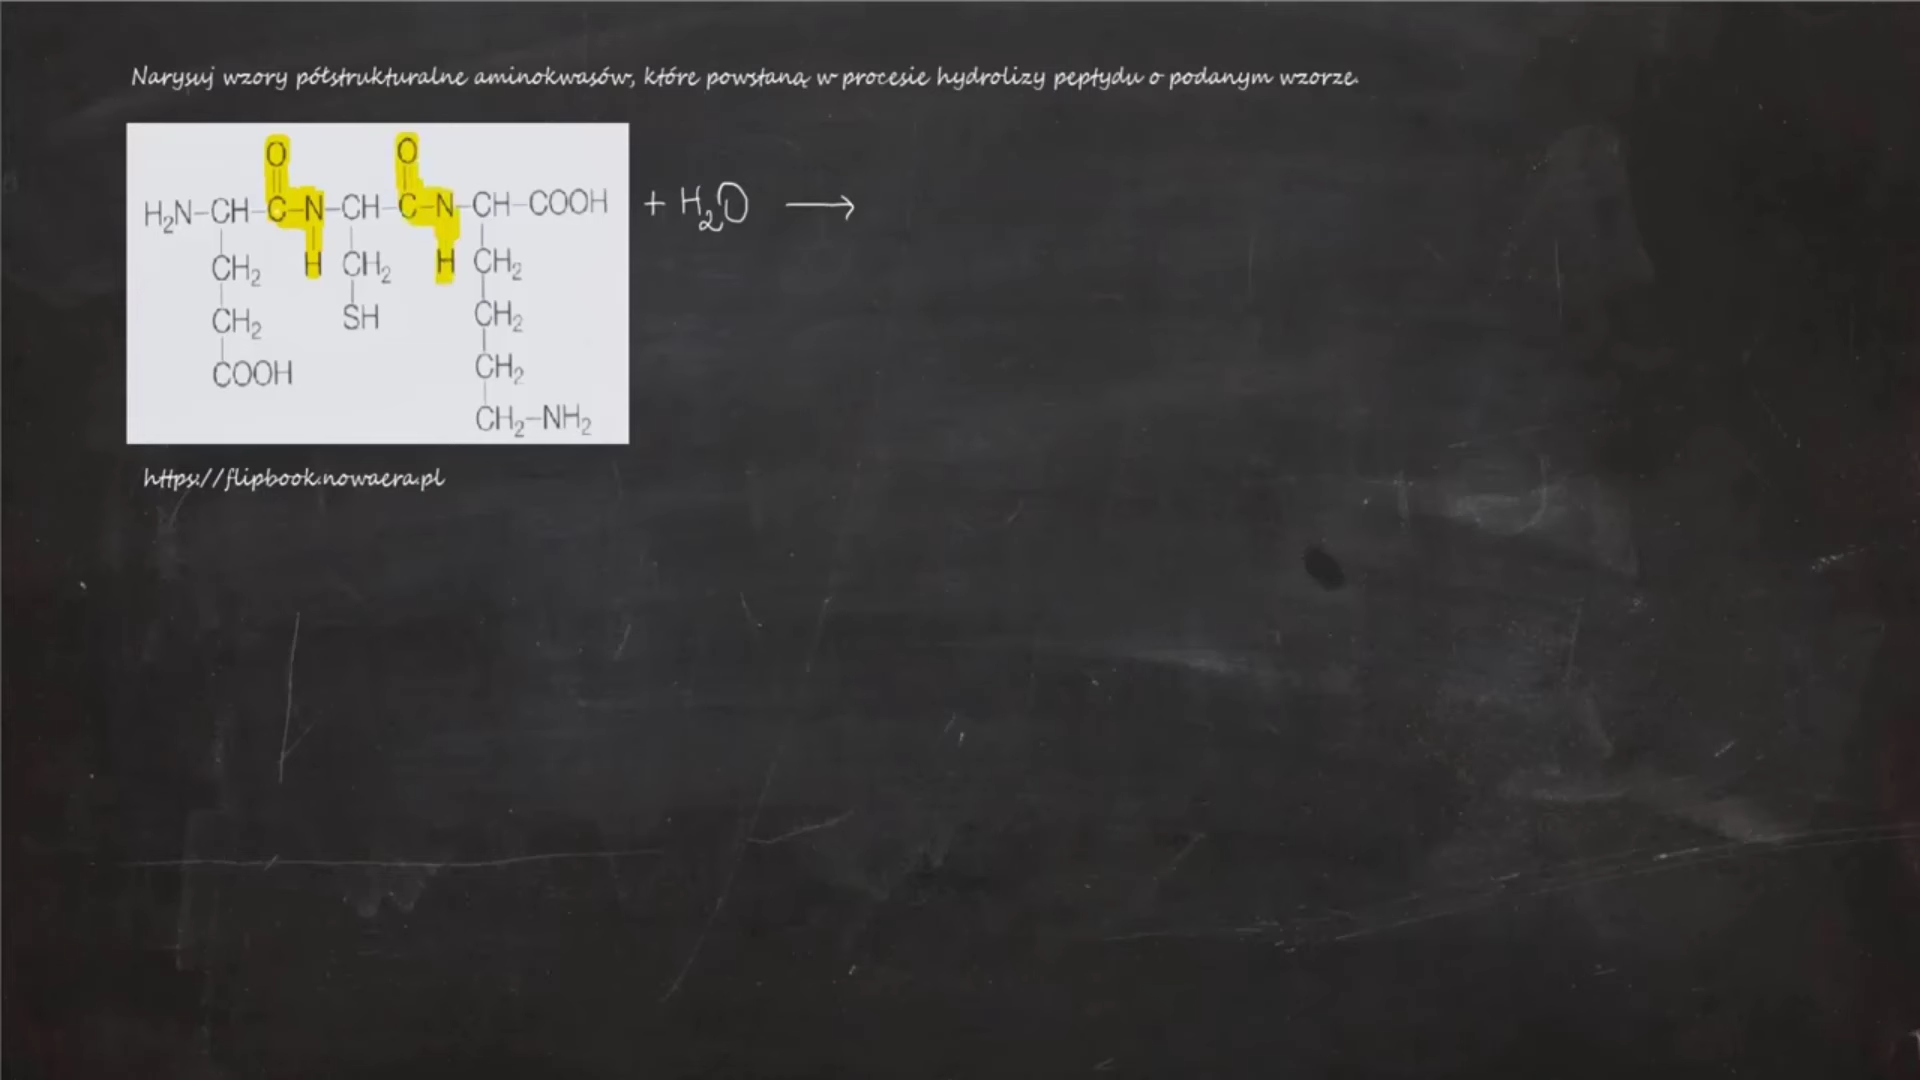 Narysuj wzory półstrukturalne aminokwasów, które powstaną w procesie hydrolizy peptydu o podanym wzorze.
O O
H₂N-CH-C-N-CH-C-N-CH-COOH + H₂O ⟶
CH₂ H CH₂ H CH₂
CH₂ SH CH₂
COOH CH₂
CH₂-NH₂
https://flipbook.nowaera.pl